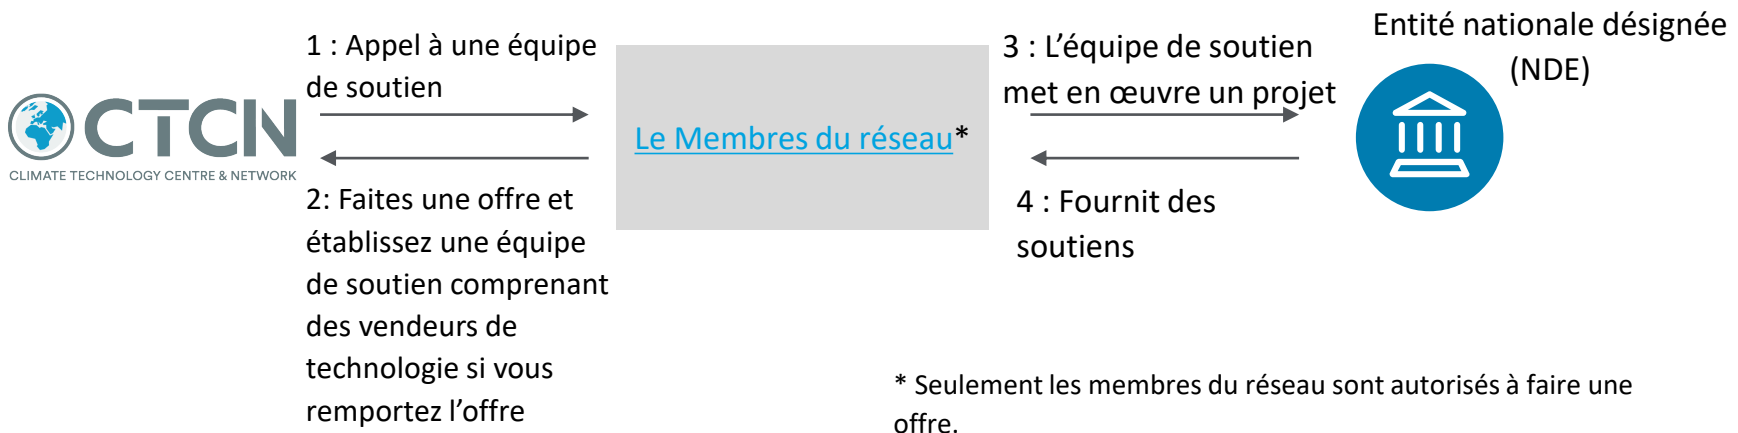 CTCN
CLIMATE TECHNOLOGY CENTRE & NETWORK
1 : Appel à une équipe
de soutien
2: Faites une offre et
établissez une équipe
de soutien comprenant
des vendeurs de
technologie si vous
remportez l’offre
Le Membres du réseau*
3 : L’équipe de soutien
met en œuvre un projet
4 : Fournit des
soutiens
Entité nationale désignée
(NDE)
* Seulement les membres du réseau sont autorisés à faire une
offre.